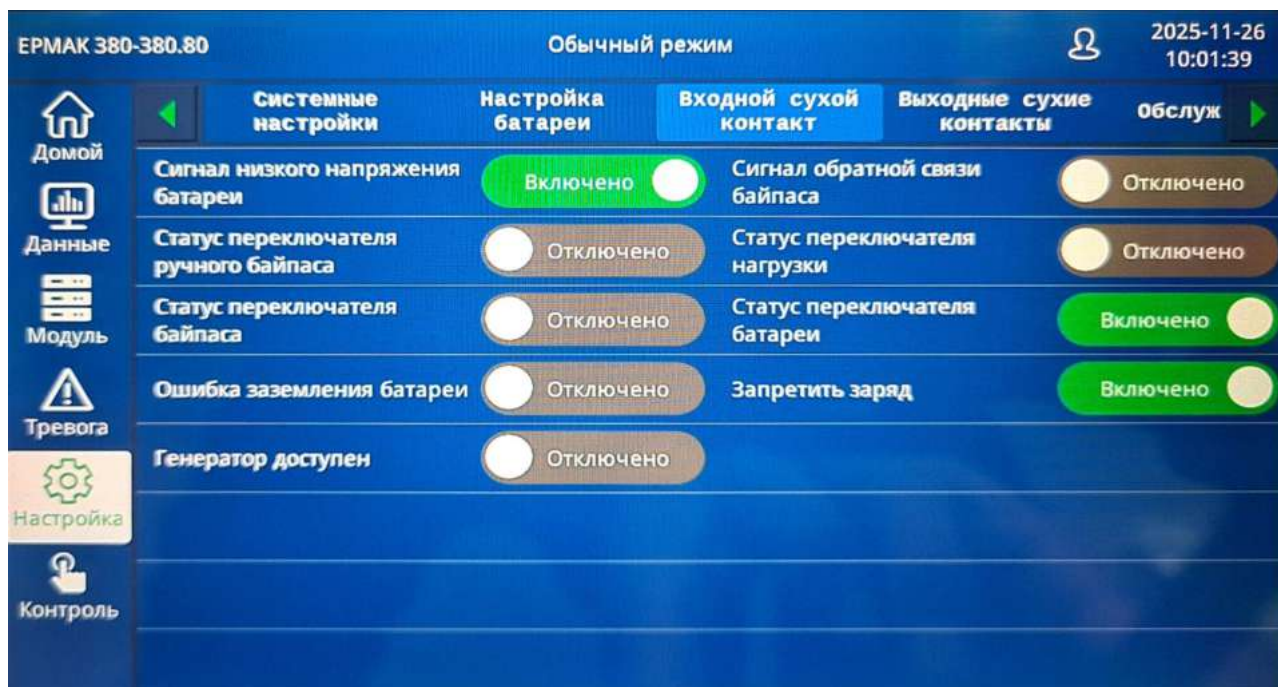 ЕРМАК 380-380.80
Обычный режим
2025-11-26
10:01:39
Домой
Данные
Модуль
Тревога
Настройка
Контроль
Системные
настройки
Настройка
батареи
Входной сухой
контакт
Выходные сухие
контакты
Обслуж
Сигнал низкого напряжения
батареи
Включено
Сигнал обратной связи
байпаса
Отключено
Статус переключателя
ручного байпаса
Отключено
Статус переключателя
нагрузки
Отключено
Статус переключателя
байпаса
Отключено
Статус переключателя
батареи
Включено
Ошибка заземления батареи
Отключено
Запретить заряд
Включено
Генератор доступен
Отключено